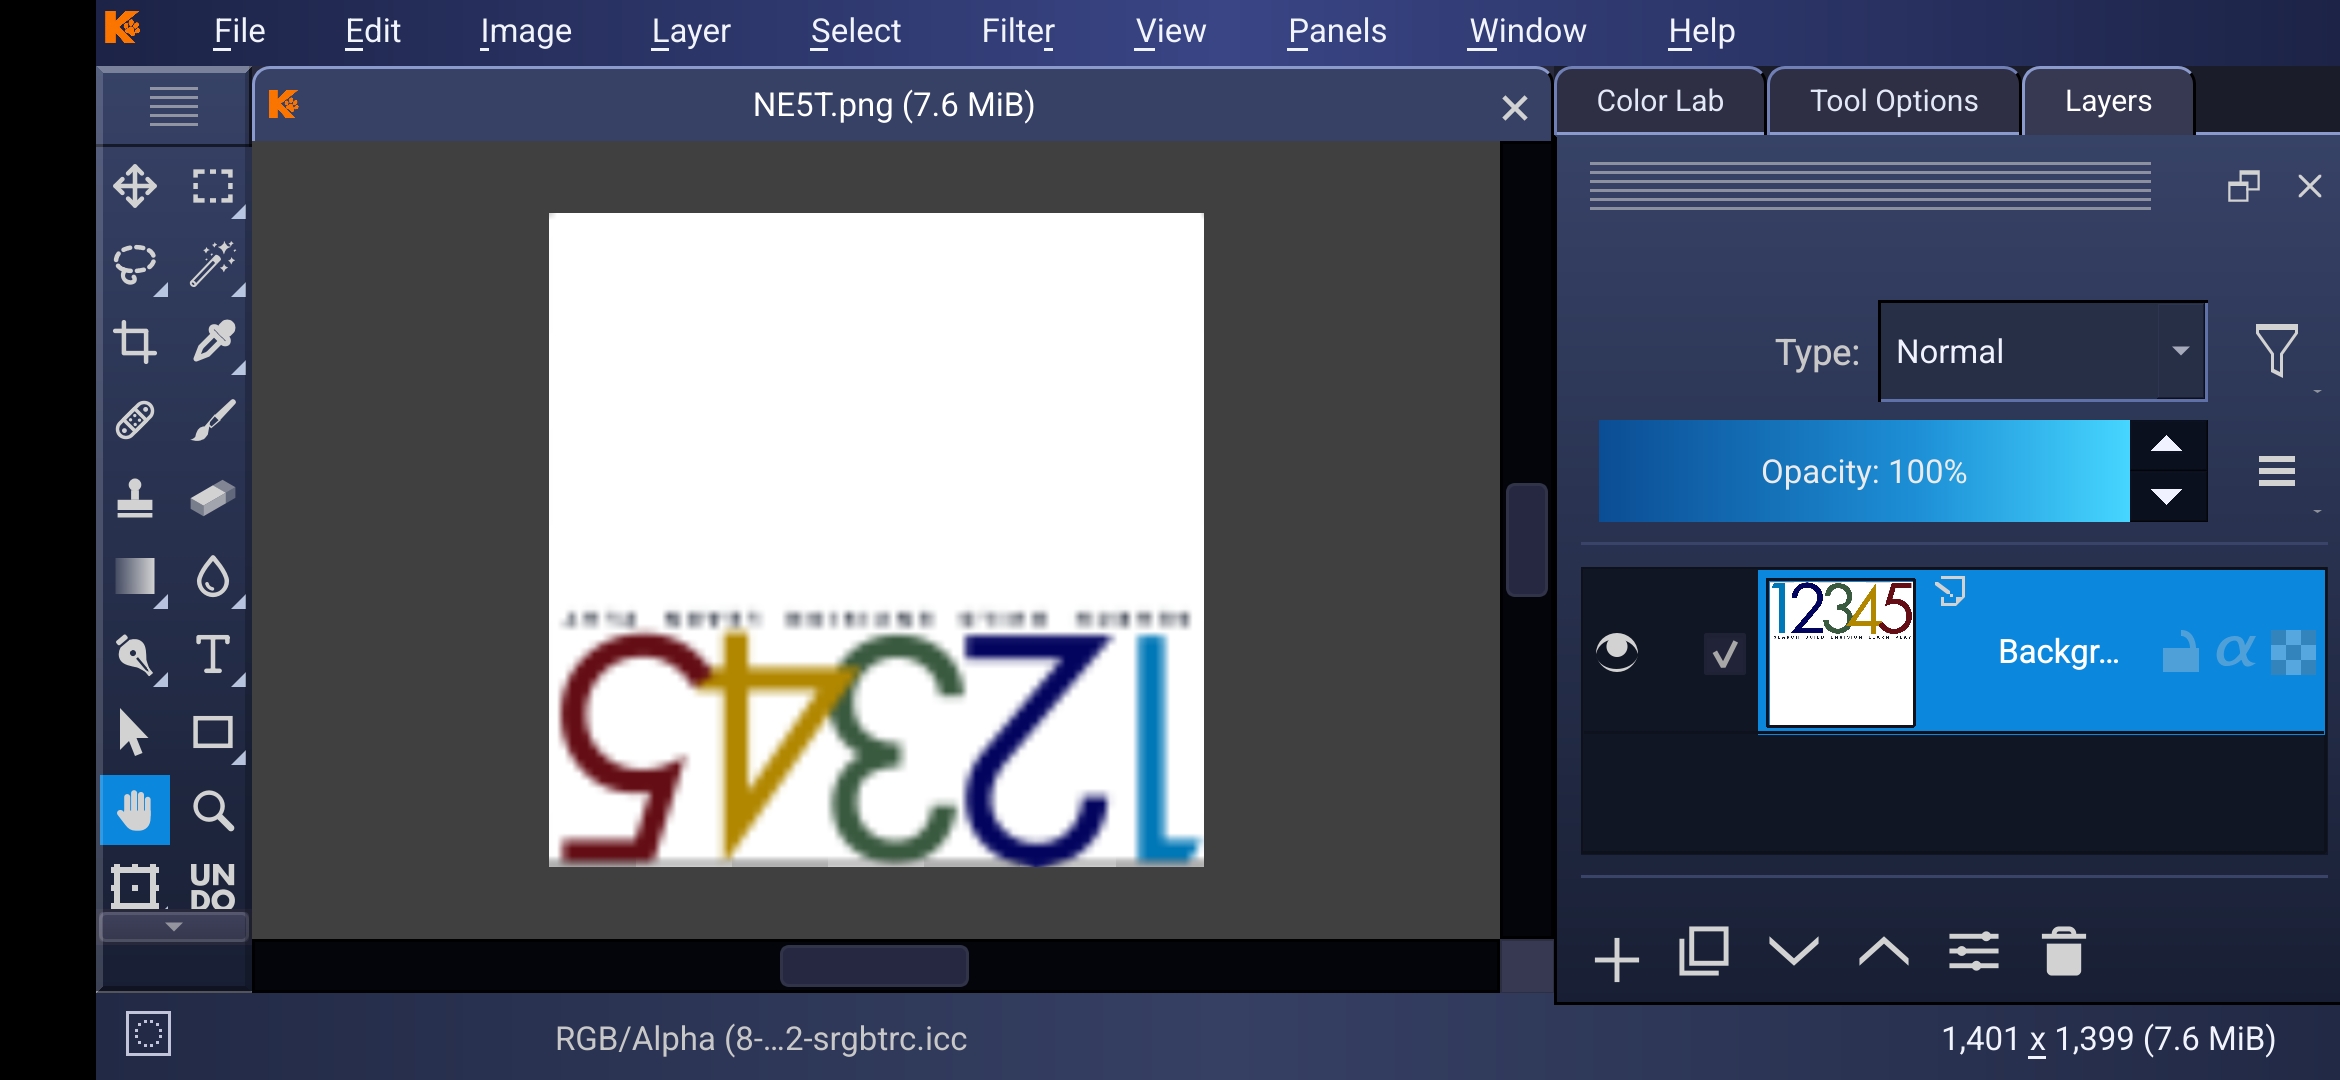 File Edit Image Layer Select Filter View Panels Window Help
NE5T.png (7.6 MiB)
Color Lab Tool Options Layers
Type: Normal
Opacity: 100%
12345
12345
Backgr...
T
UN
DO
RGB/Alpha (8-...2-srgbtrc.icc
1,401 x 1,399 (7.6 MiB)